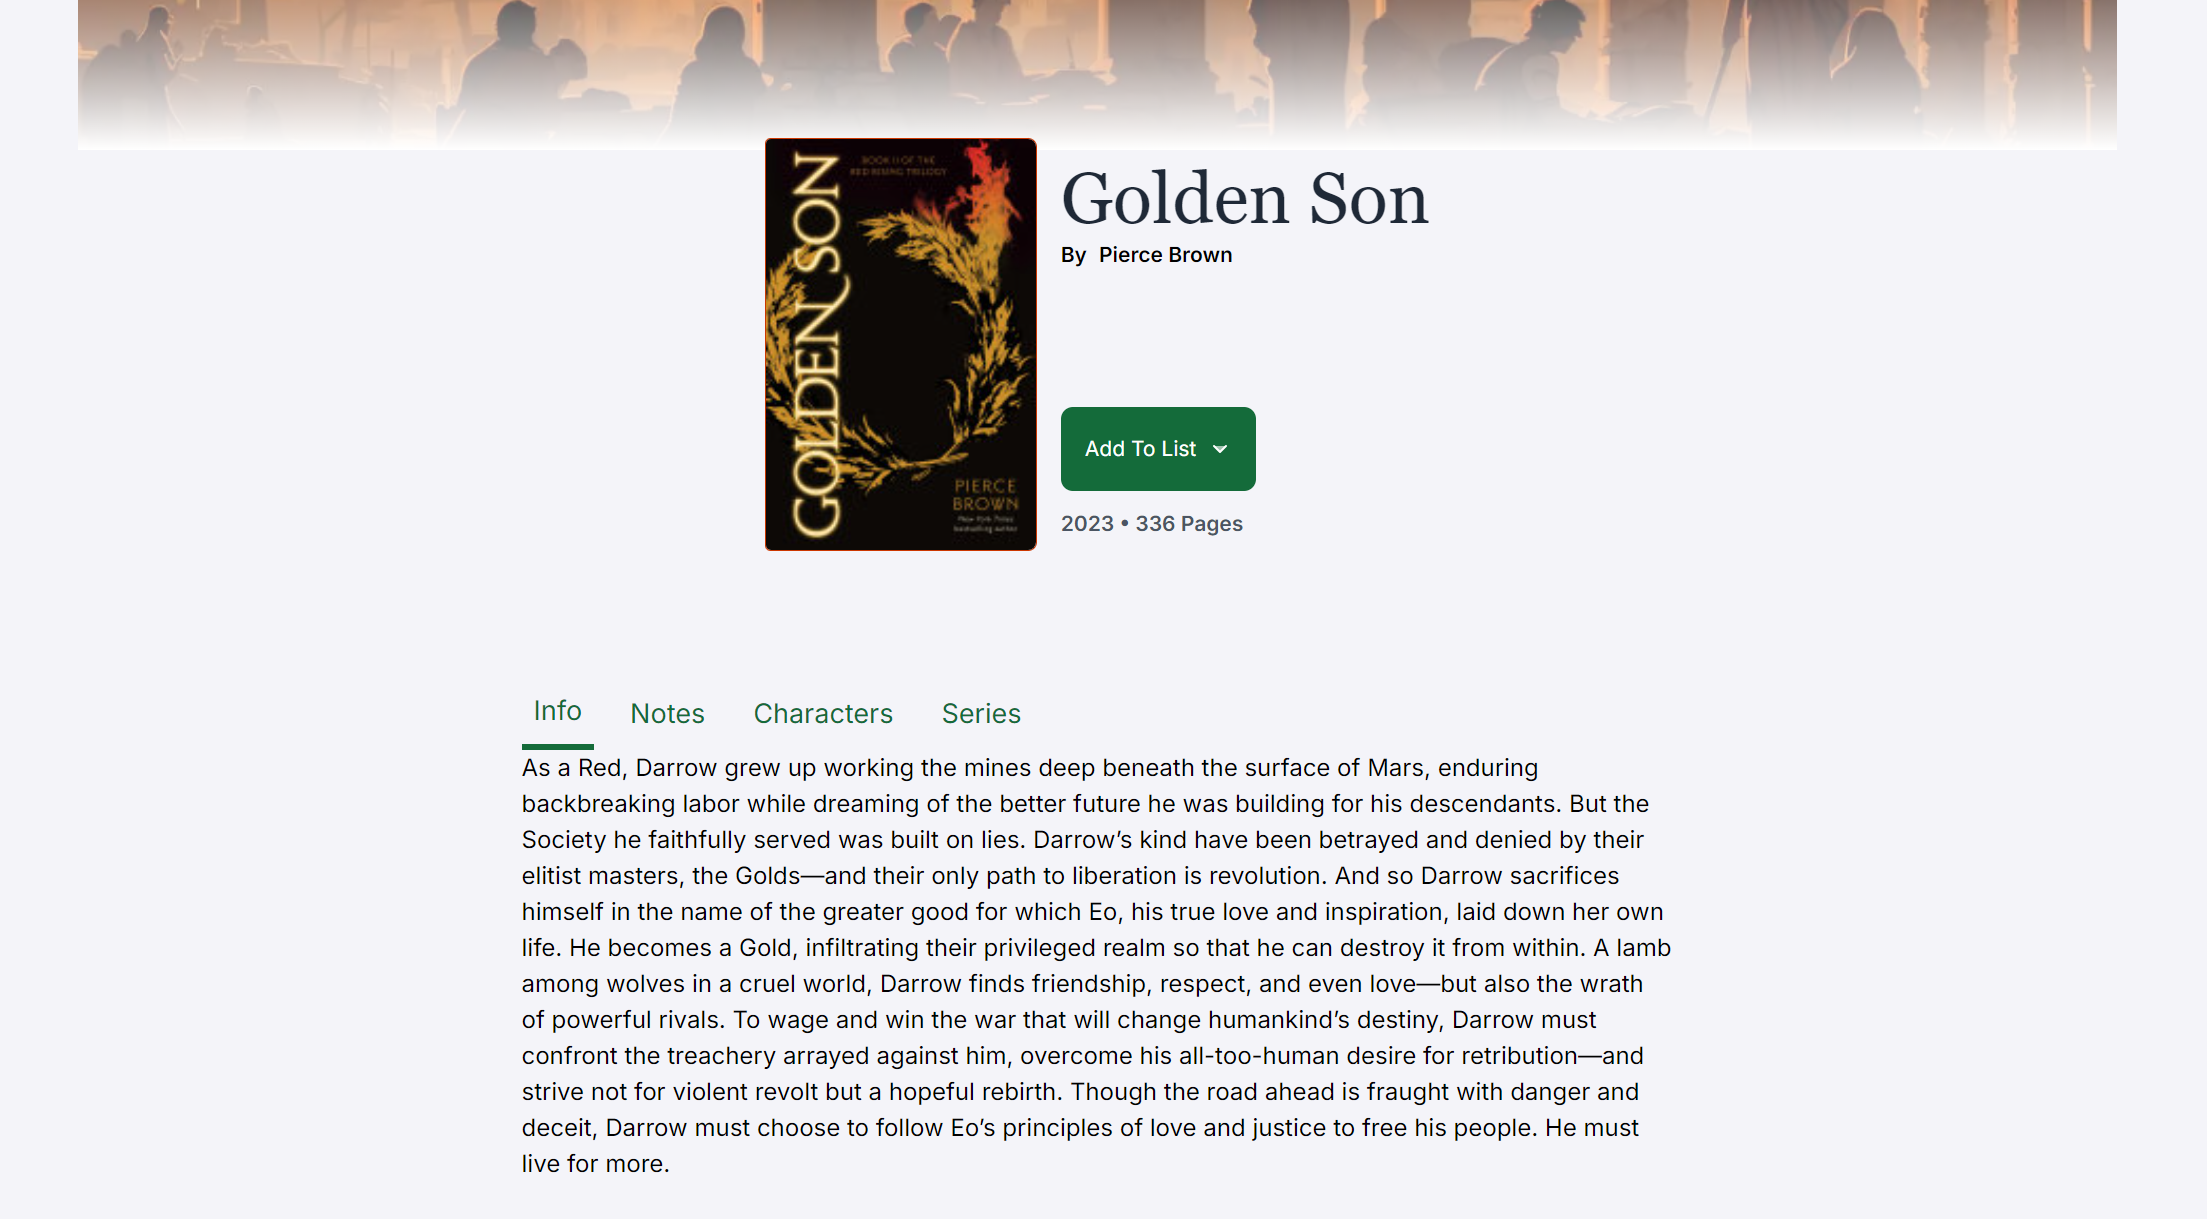 GOLDEN SON
BOOK II OF THE
RED RISING TRILOGY
PIERCE
BROWN
New York Times
bestselling author
Golden Son
By Pierce Brown
Add To List
2023 • 336 Pages
Info Notes Characters Series
As a Red, Darrow grew up working the mines deep beneath the surface of Mars, enduring
backbreaking labor while dreaming of the better future he was building for his descendants. But the
Society he faithfully served was built on lies. Darrow’s kind have been betrayed and denied by their
elitist masters, the Golds—and their only path to liberation is revolution. And so Darrow sacrifices
himself in the name of the greater good for which Eo, his true love and inspiration, laid down her own
life. He becomes a Gold, infiltrating their privileged realm so that he can destroy it from within. A lamb
among wolves in a cruel world, Darrow finds friendship, respect, and even love—but also the wrath
of powerful rivals. To wage and win the war that will change humankind’s destiny, Darrow must
confront the treachery arrayed against him, overcome his all-too-human desire for retribution—and
strive not for violent revolt but a hopeful rebirth. Though the road ahead is fraught with danger and
deceit, Darrow must choose to follow Eo’s principles of love and justice to free his people. He must
live for more.